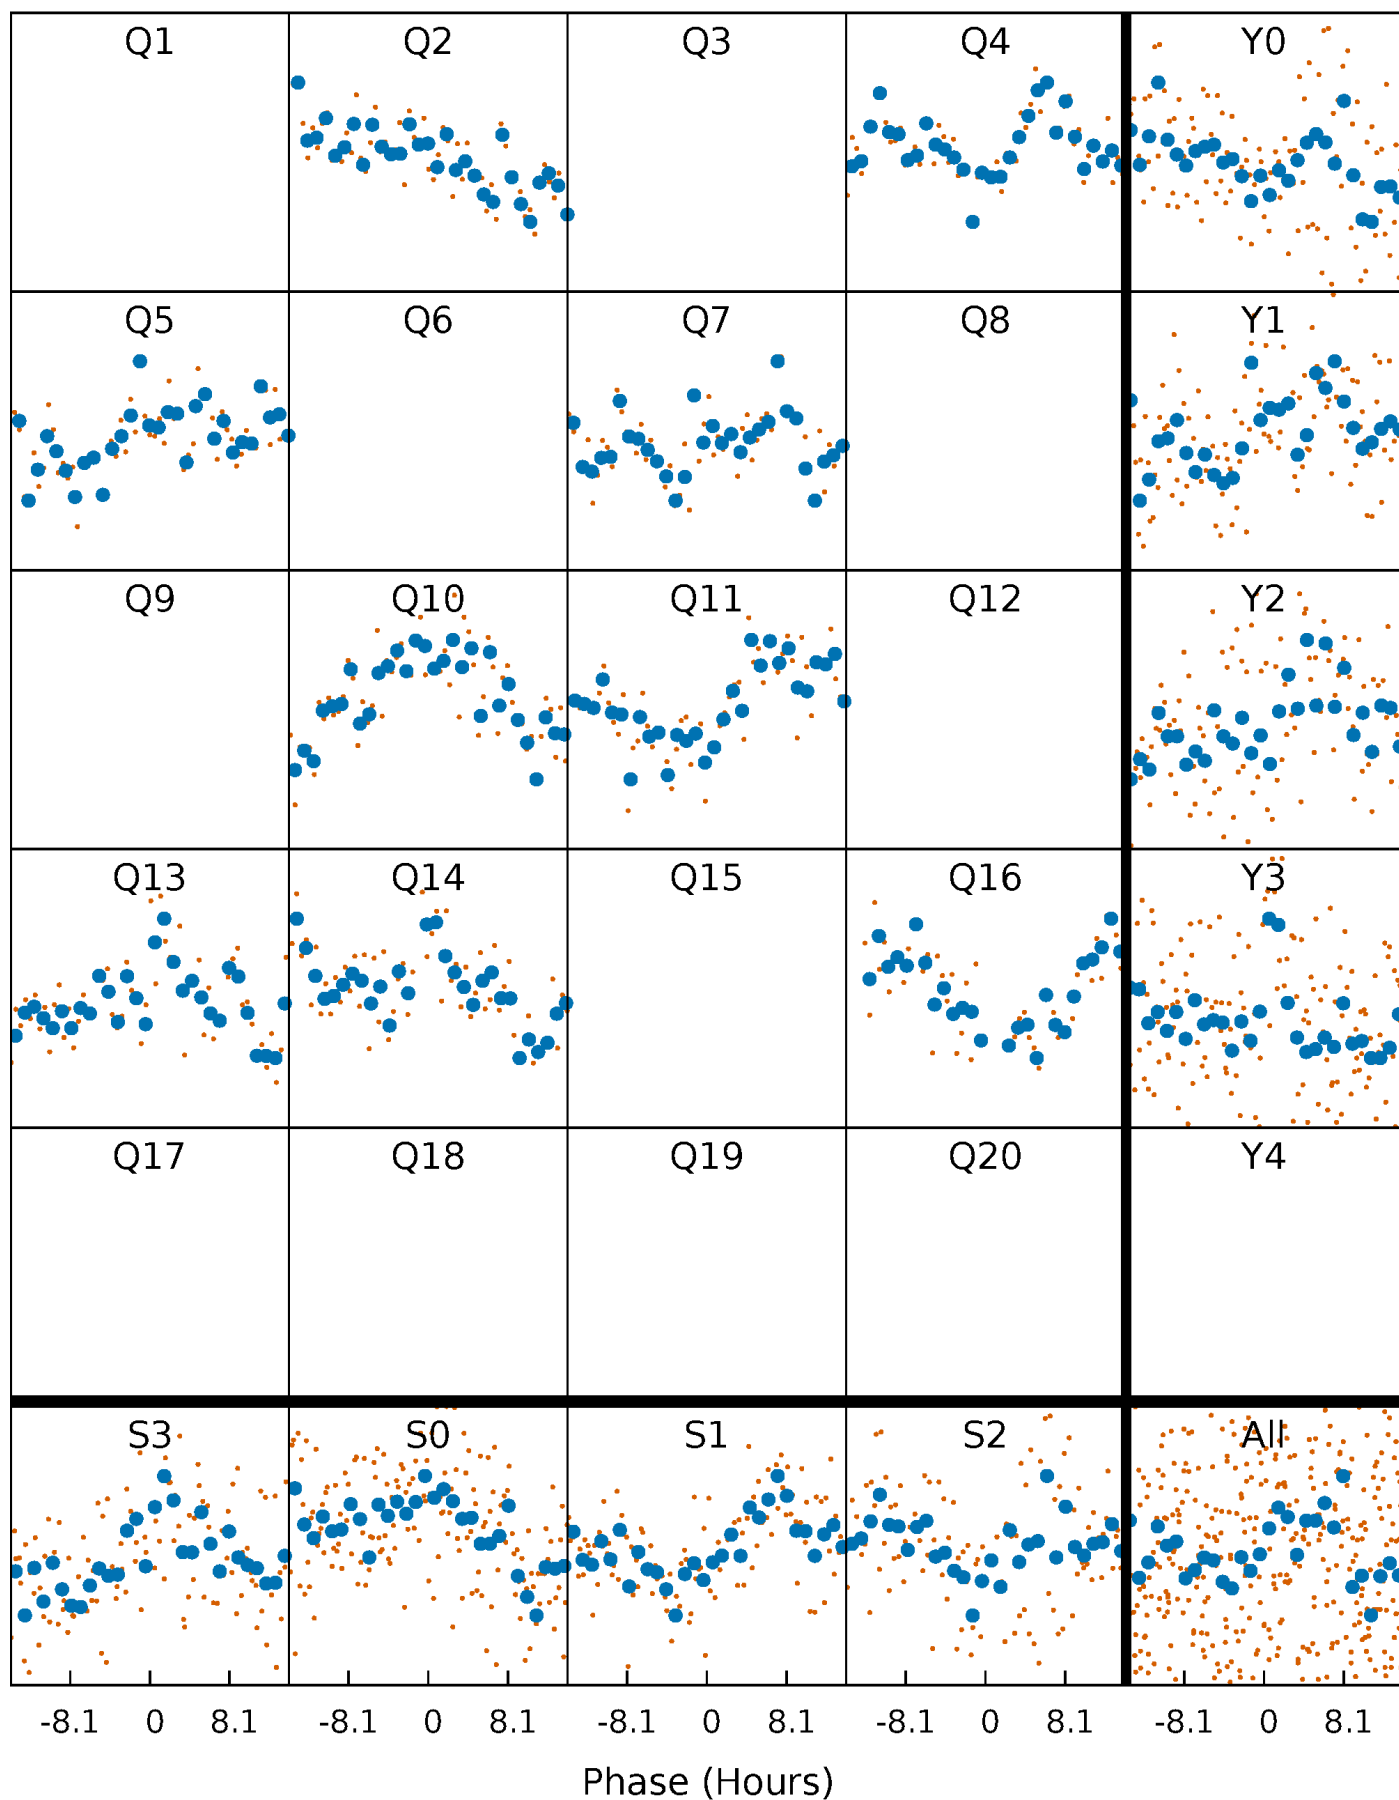 Q1 Q2 Q3 Q4 Y0
Q5 Q6 Q7 Q8 Y1
Q9 Q10 Q11 Q12 Y2
Q13 Q14 Q15 Q16 Y3
Q17 Q18 Q19 Q20 Y4
S3 S0 S1 S2 All
-8.1 0 8.1 -8.1 0 8.1 -8.1 0 8.1 -8.1 0 8.1 -8.1 0 8.1
Phase (Hours)